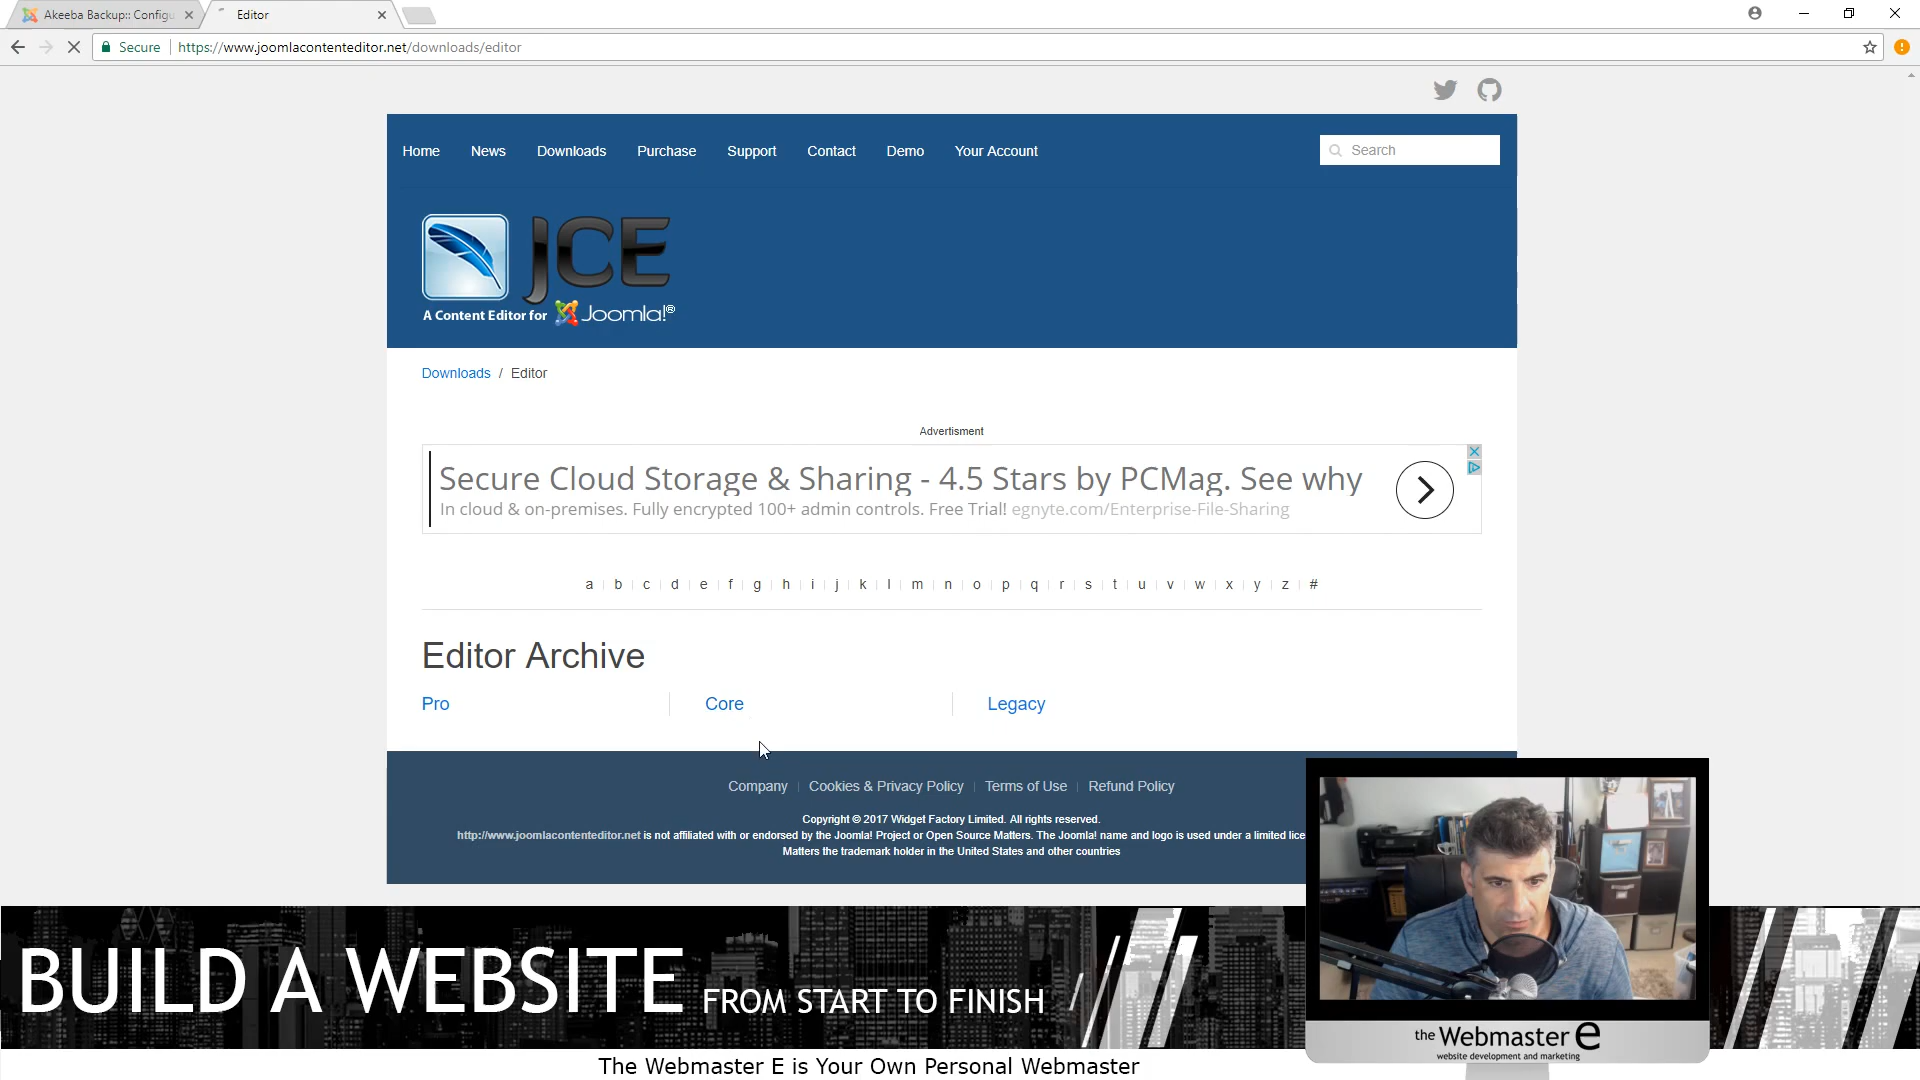 Akeeba Backup:: Configu
Editor
Secure
https://www.joomlacontenteditor.net/downloads/editor
Home News Downloads Purchase Support Contact Demo Your Account
Search
JCE
A Content Editor for Joomla!®
Downloads / Editor
Advertisment
Secure Cloud Storage & Sharing - 4.5 Stars by PCMag. See why
In cloud & on-premises. Fully encrypted 100+ admin controls. Free Trial! egnyte.com/Enterprise-File-Sharing
a b c d e f g h i j k l m n o p q r s t u v w x y z #
Editor Archive
Pro Core Legacy
Company Cookies & Privacy Policy Terms of Use Refund Policy
Copyright © 2017 Widget Factory Limited. All rights reserved.
http://www.joomlacontenteditor.net is not affiliated with or endorsed by the Joomla! Project or Open Source Matters. The Joomla! name and logo is used under a limited lice
Matters the trademark holder in the United States and other countries
BUILD A WEBSITE FROM START TO FINISH
the Webmaster e
website development and marketing
The Webmaster E is Your Own Personal Webmaster